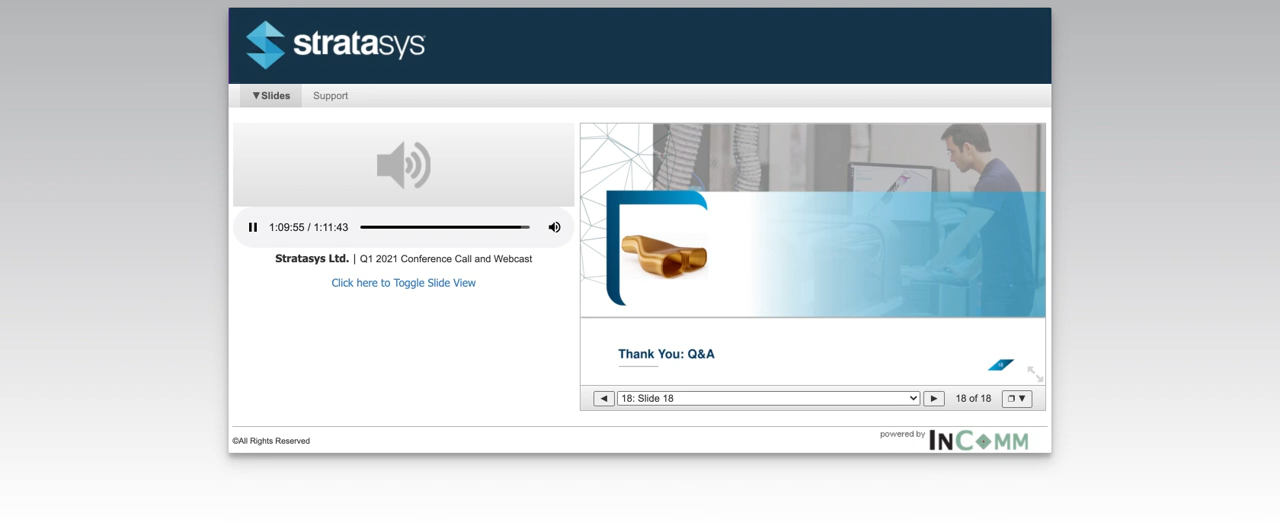 stratasys
▼Slides Support
1:09:55 / 1:11:43
Stratasys Ltd. | Q1 2021 Conference Call and Webcast
Click here to Toggle Slide View
Thank You: Q&A
18
18: Slide 18
18 of 18
©All Rights Reserved
powered by INCOMM